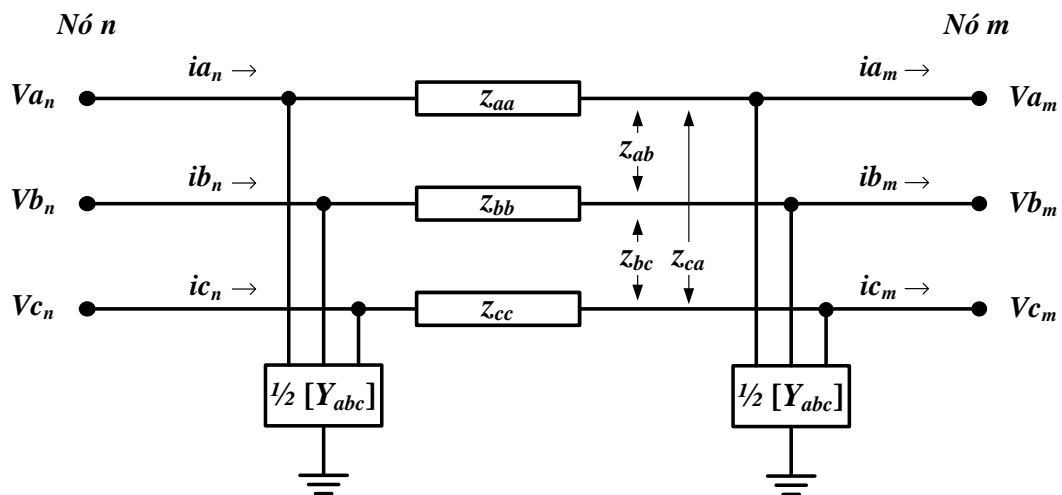 Nó n Nó m
ia_n → ia_m →
Va_n z_aa Va_m
z_ab
ib_n → ib_m →
Vb_n z_bb Vb_m
z_bc z_ca
ic_n → ic_m →
Vc_n z_cc Vc_m
½ [Y_abc] ½ [Y_abc]